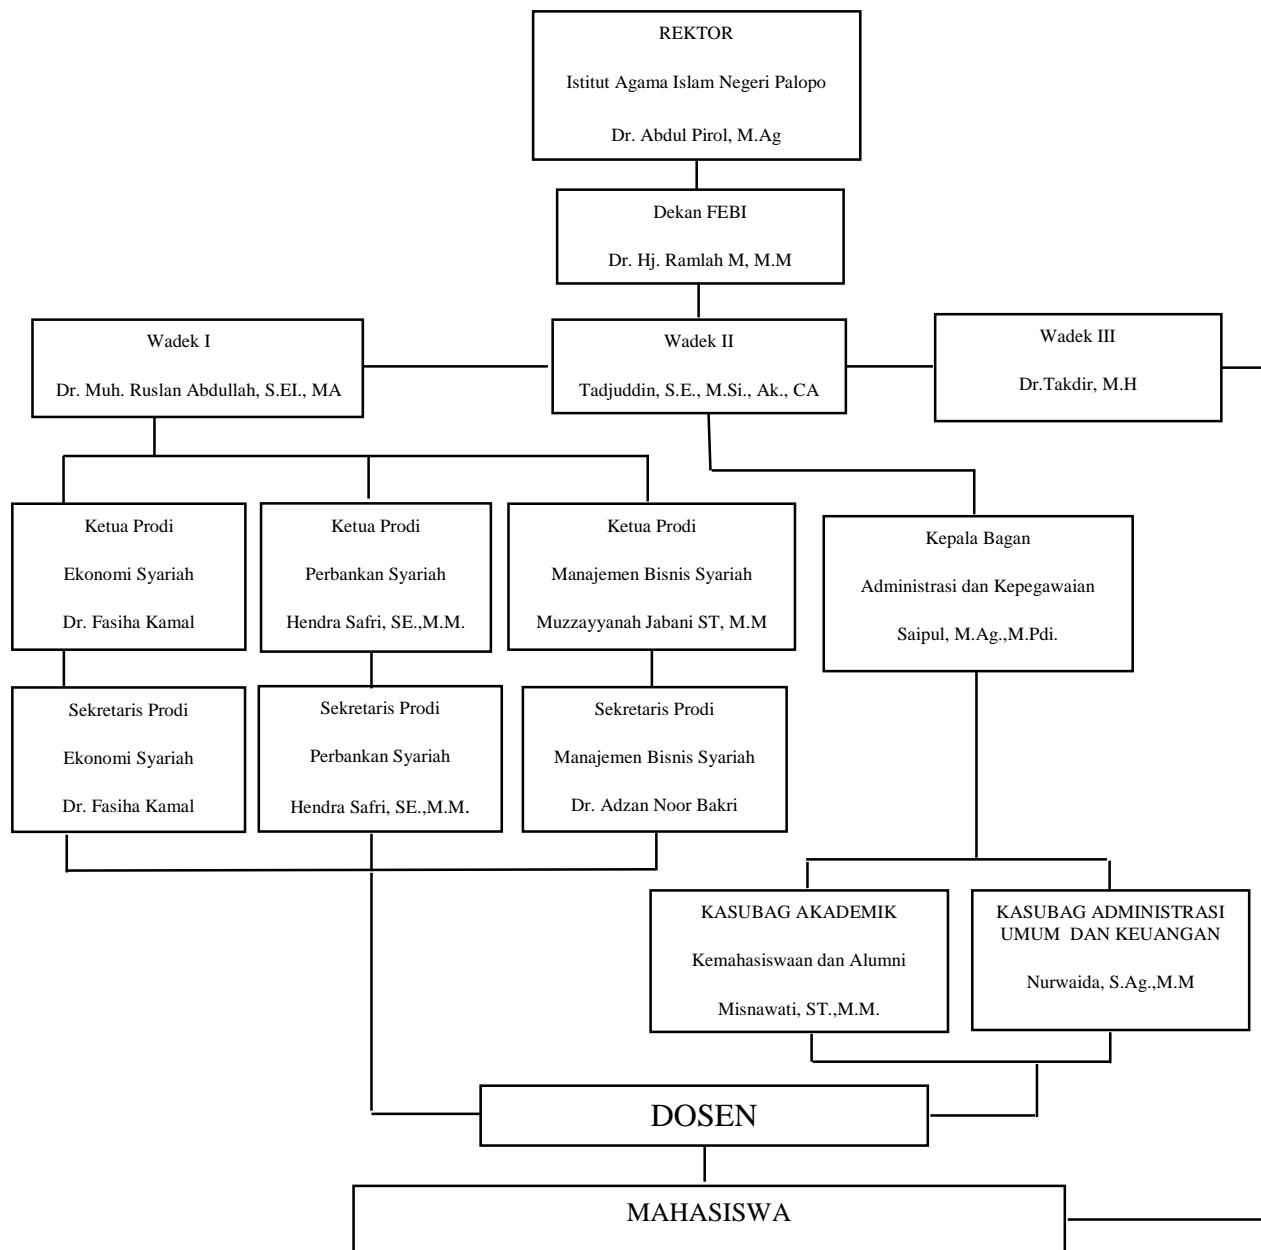 REKTOR
Istitut Agama Islam Negeri Palopo
Dr. Abdul Pirol, M.Ag
Dekan FEBI
Dr. Hj. Ramlah M, M.M
Wadek I
Dr. Muh. Ruslan Abdullah, S.EI., MA
Wadek II
Tadjuddin, S.E., M.Si., Ak., CA
Wadek III
Dr.Takdir, M.H
Ketua Prodi
Ekonomi Syariah
Dr. Fasiha Kamal
Ketua Prodi
Perbankan Syariah
Hendra Safri, SE.,M.M.
Ketua Prodi
Manajemen Bisnis Syariah
Muzzayyanah Jabani ST, M.M
Kepala Bagan
Administrasi dan Kepegawaian
Saipul, M.Ag.,M.Pdi.
Sekretaris Prodi
Ekonomi Syariah
Dr. Fasiha Kamal
Sekretaris Prodi
Perbankan Syariah
Hendra Safri, SE.,M.M.
Sekretaris Prodi
Manajemen Bisnis Syariah
Dr. Adzan Noor Bakri
KASUBAG AKADEMIK
Kemahasiswaan dan Alumni
Misnawati, ST.,M.M.
KASUBAG ADMINISTRASI
UMUM  DAN KEUANGAN
Nurwaida, S.Ag.,M.M
DOSEN
MAHASISWA